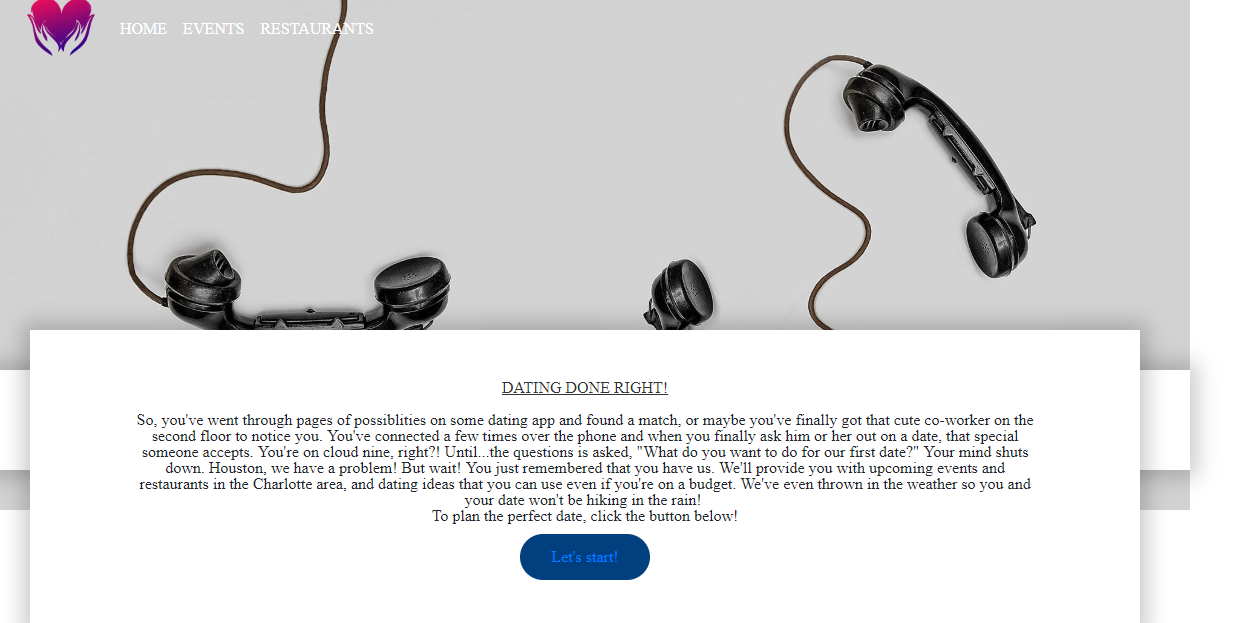 HOME EVENTS RESTAURANTS
DATING DONE RIGHT!
So, you've went through pages of possiblities on some dating app and found a match, or maybe you've finally got that cute co-worker on the
second floor to notice you. You've connected a few times over the phone and when you finally ask him or her out on a date, that special
someone accepts. You're on cloud nine, right?! Until...the questions is asked, "What do you want to do for our first date?" Your mind shuts
down. Houston, we have a problem! But wait! You just remembered that you have us. We'll provide you with upcoming events and
restaurants in the Charlotte area, and dating ideas that you can use even if you're on a budget. We've even thrown in the weather so you and
your date won't be hiking in the rain!
To plan the perfect date, click the button below!
Let's start!